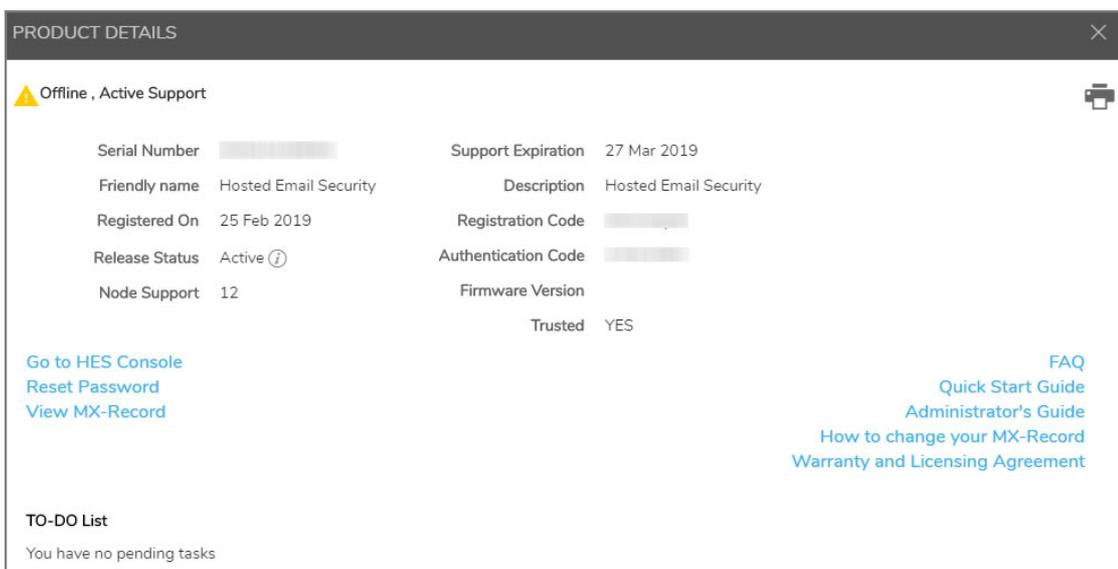 PRODUCT DETAILS
Offline , Active Support
Serial Number
Support Expiration 27 Mar 2019
Friendly name Hosted Email Security
Description Hosted Email Security
Registered On 25 Feb 2019
Registration Code
Release Status Active
Authentication Code
Node Support 12
Firmware Version
Trusted YES
Go to HES Console
Reset Password
View MX-Record
FAQ
Quick Start Guide
Administrator's Guide
How to change your MX-Record
Warranty and Licensing Agreement
TO-DO List
You have no pending tasks